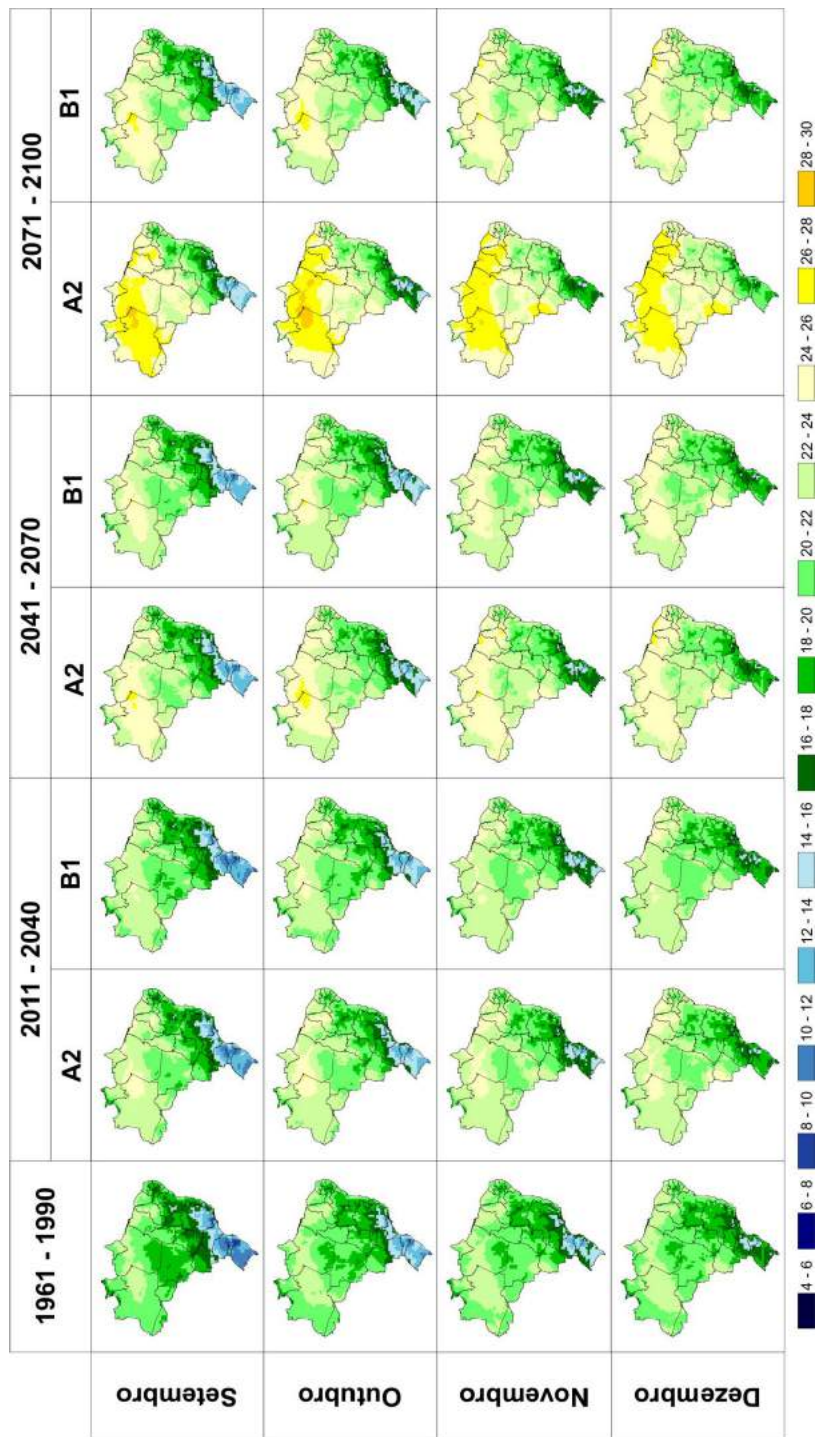 1961 - 1990
2011 - 2040
2041 - 2070
2071 - 2100
A2
B1
A2
B1
A2
B1
Setembro
Outubro
Novembro
Dezembro
4 - 6
6 - 8
8 - 10
10 - 12
12 - 14
14 - 16
16 - 18
18 - 20
20 - 22
22 - 24
24 - 26
26 - 28
28 - 30